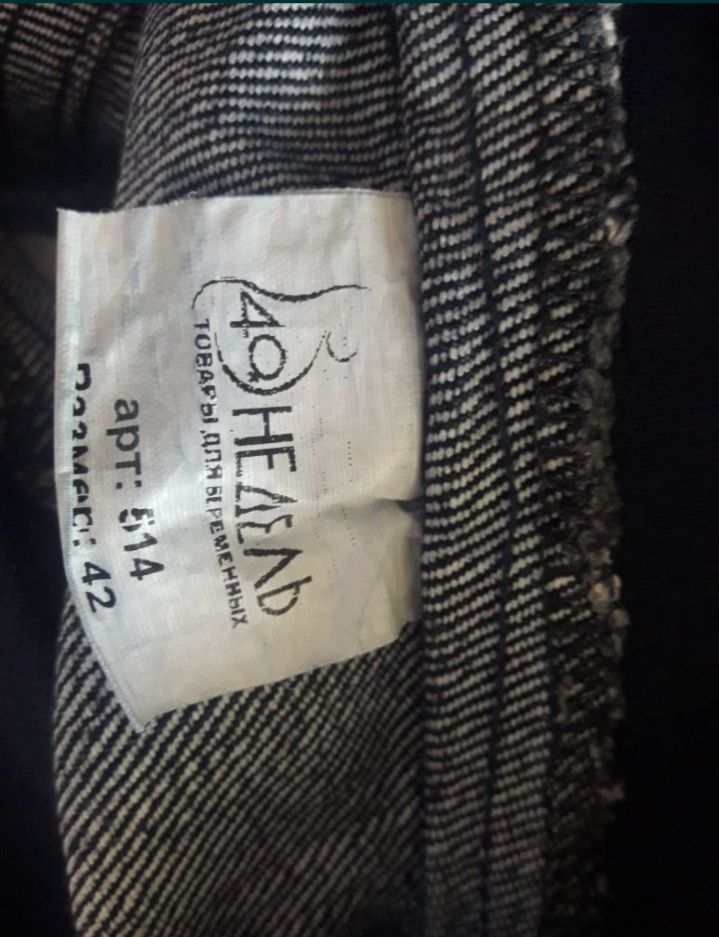 40 НЕДЕЛЬ
ТОВАРЫ ДЛЯ БЕРЕМЕННЫХ
арт: 514
Размер: 42